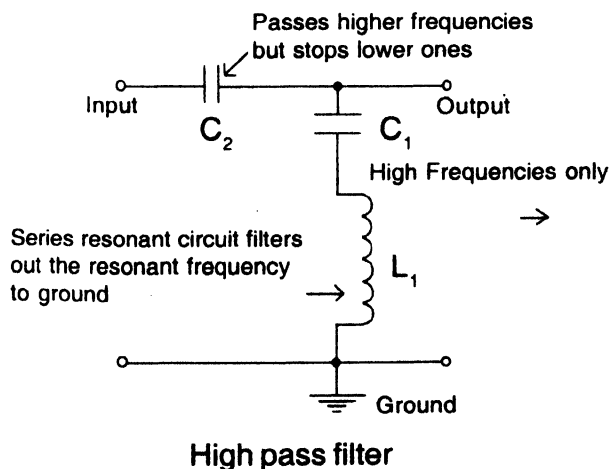 Passes higher frequencies
but stops lower ones
Input
Output
C2
C1
High Frequencies only
Series resonant circuit filters
out the resonant frequency
to ground
L1
Ground
High pass filter